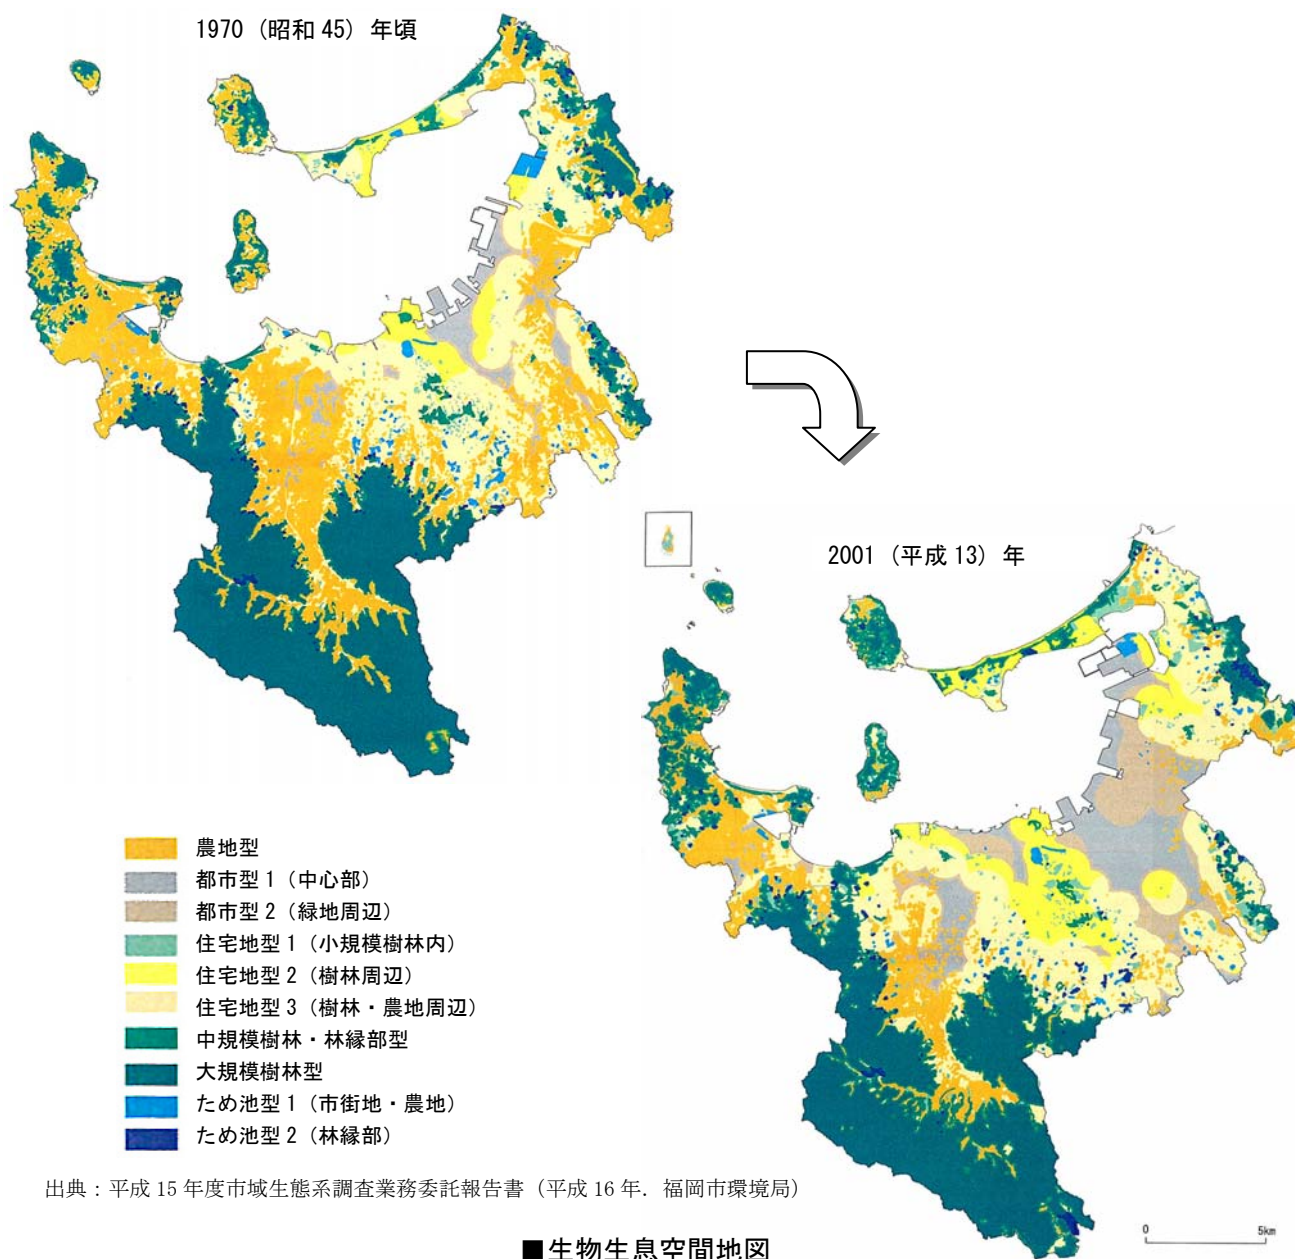 1970（昭和 45）年頃
2001（平成 13）年
農地型
都市型 1（中心部）
都市型 2（緑地周辺）
住宅地型 1（小規模樹林内）
住宅地型 2（樹林周辺）
住宅地型 3（樹林・農地周辺）
中規模樹林・林縁部型
大規模樹林型
ため池型 1（市街地・農地）
ため池型 2（林縁部）
出典：平成 15 年度市域生態系調査業務委託報告書（平成 16 年．福岡市環境局）
0 5km
■生物生息空間地図